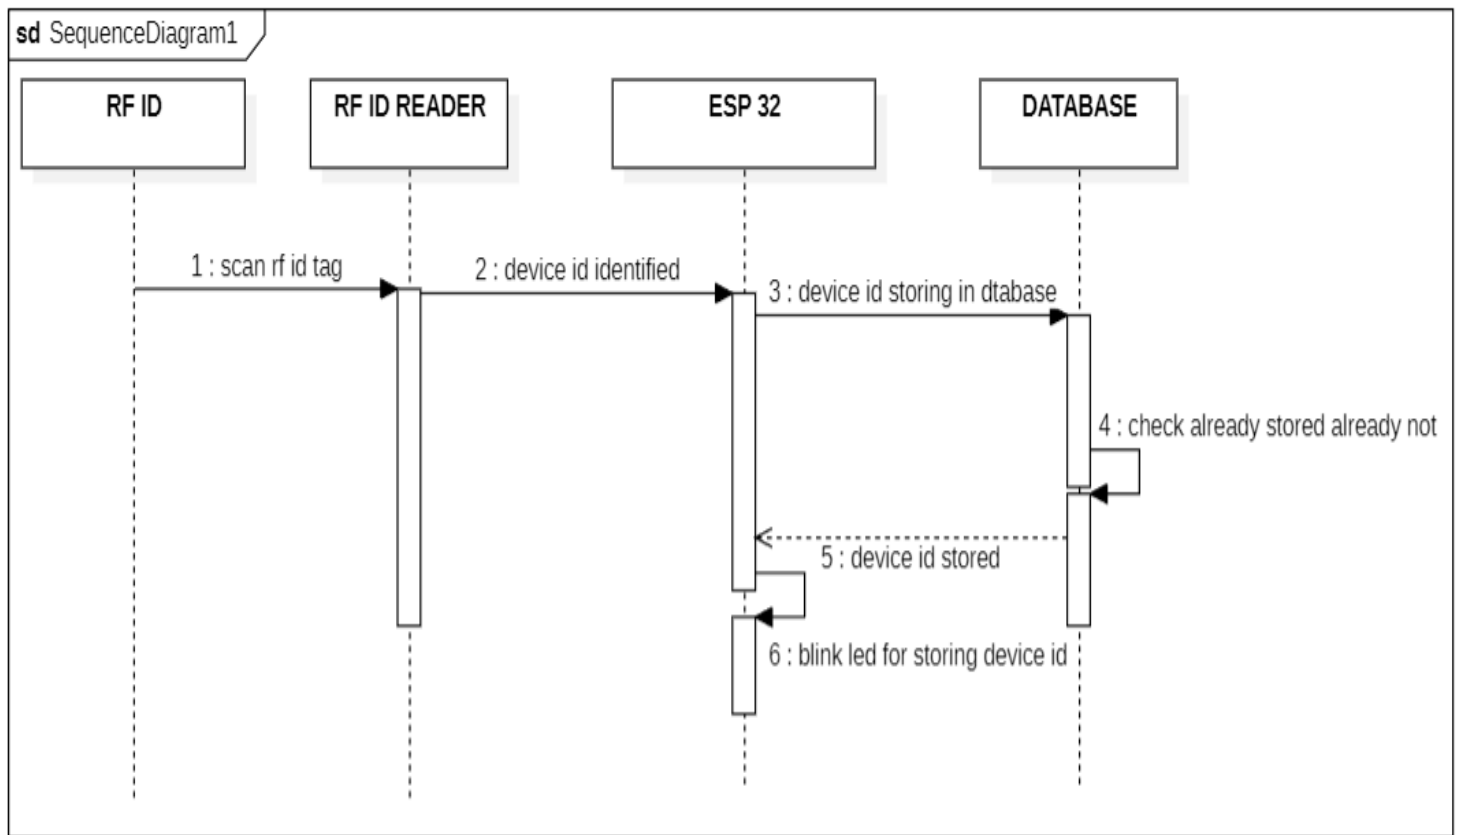 sd SequenceDiagram1
RF ID
RF ID READER
ESP 32
DATABASE
1 : scan rf id tag
2 : device id identified
3 : device id storing in dtabase
4 : check already stored already not
5 : device id stored
6 : blink led for storing device id